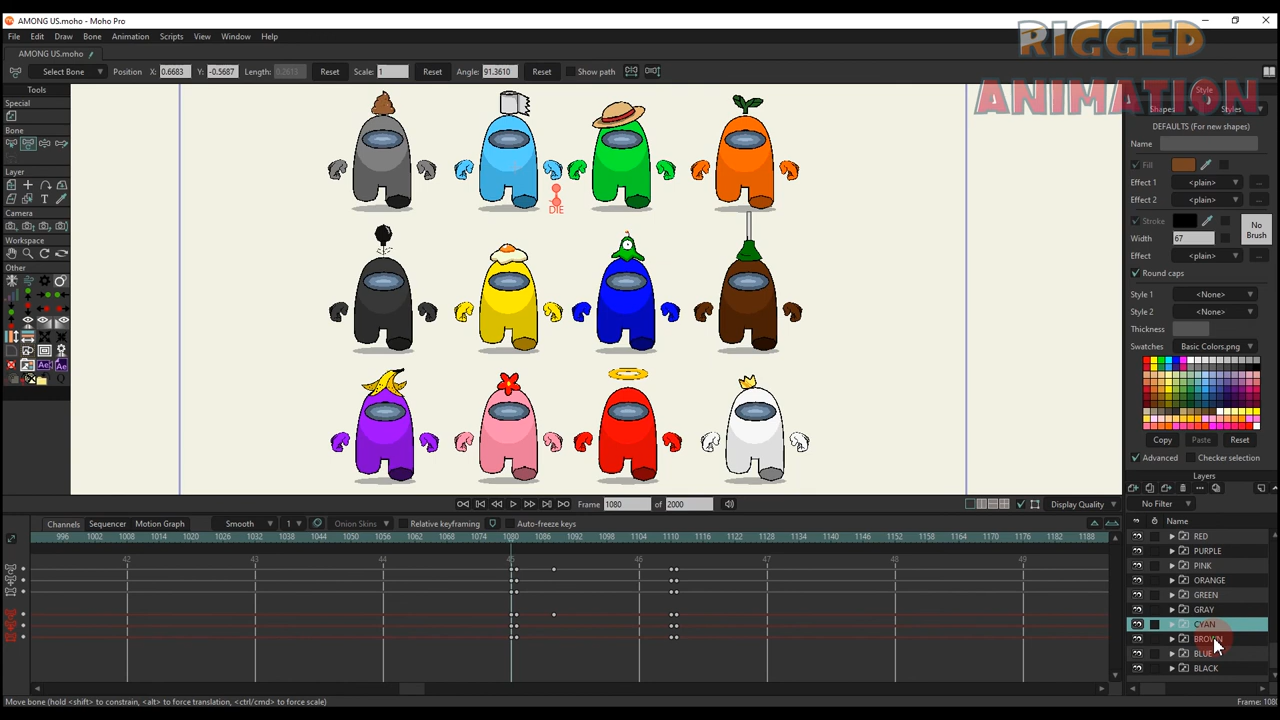 AMONG US.moho - Moho Pro
RIGGED
ANIMATION
File Edit Draw Bone Animation Scripts View Window Help
AMONG US.moho
Select Bone Position X: 0.6683 Y: -0.5687 Length: 0.2613 Reset Scale: 1 Reset Angle: 91.3610 Reset Show path
Tools
Special
Bone
Layer
Camera
Workspace
Other
DIE
Style
Shapes Styles
DEFAULTS (For new shapes)
Name
Fill
Effect 1 <plain> ...
Effect 2 <plain> ...
Stroke
No Brush
Width 67
Effect <plain> ...
Round caps
Style 1 <None>
Style 2 <None>
Thickness
Swatches Basic Colors.png
Copy Paste Reset
Advanced Checker selection
Layers
No Filter
Name
RED
PURPLE
PINK
ORANGE
GREEN
GRAY
CYAN
BROWN
BLUE
BLACK
Frame 1080 of 2000 Display Quality
Channels Sequencer Motion Graph Smooth 1 Onion Skins Relative keyframing Auto-freeze keys
996 1002 1008 1014 1020 1026 1032 1038 1044 1050 1056 1062 1068 1074 1080 1086 1092 1098 1104 1110 1116 1122 1128 1134 1140 1146 1152 1158 1164 1170 1176 1182 1188
42 43 44 45 46 47 48 49
Move bone (hold <shift> to constrain, <alt> to force translation, <ctrl/cmd> to force scale)
Frame: 108